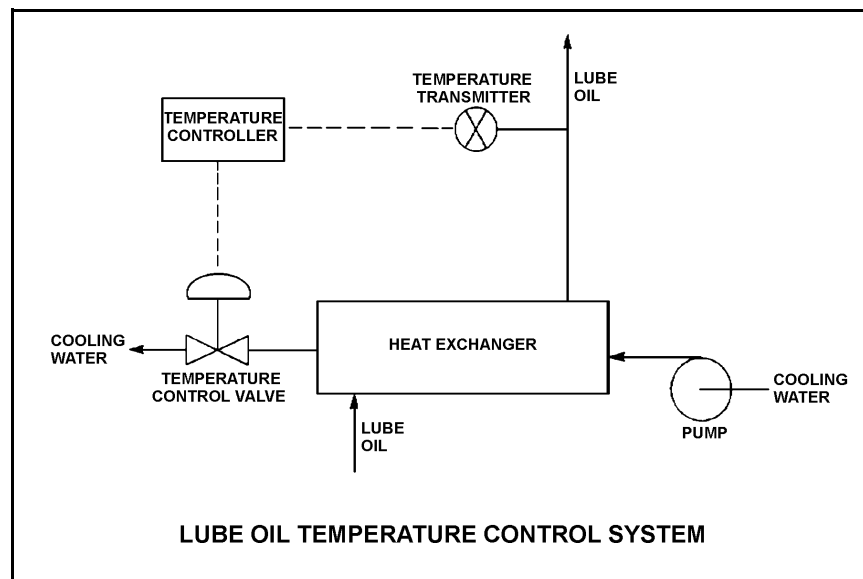 TEMPERATURE
TRANSMITTER
LUBE
OIL
TEMPERATURE
CONTROLLER
COOLING
WATER
HEAT EXCHANGER
TEMPERATURE
CONTROL VALVE
COOLING
WATER
PUMP
LUBE
OIL
LUBE OIL TEMPERATURE CONTROL SYSTEM